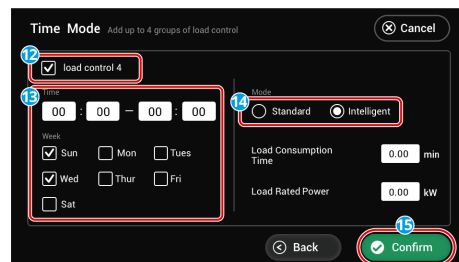 Time Mode Add up to 4 groups of load control
Cancel
12
load control 4
13
Time
00 : 00 — 00 : 00
Week
Sun Mon Tues
Wed Thur Fri
Sat
14
Mode
Standard Intelligent
Load Consumption
Time
0.00 min
Load Rated Power 0.00 kW
15
Back Confirm